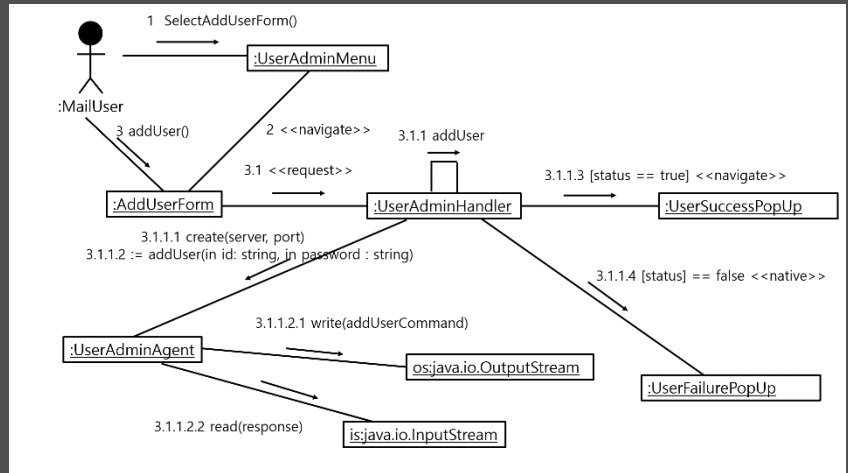 1 SelectAddUserForm()
:UserAdminMenu
:MailUser
3 addUser()
2 <<navigate>>
3.1.1 addUser
3.1 <<request>>
3.1.1.3 [status == true] <<navigate>>
:AddUserForm
:UserAdminHandler
:UserSuccessPopUp
3.1.1.1 create(server, port)
3.1.1.2 := addUser(in id: string, in password : string)
3.1.1.4 [status] == false <<native>>
3.1.1.2.1 write(addUserCommand)
:UserAdminAgent
os:java.io.OutputStream
:UserFailurePopUp
3.1.1.2.2 read(response)
is:java.io.InputStream